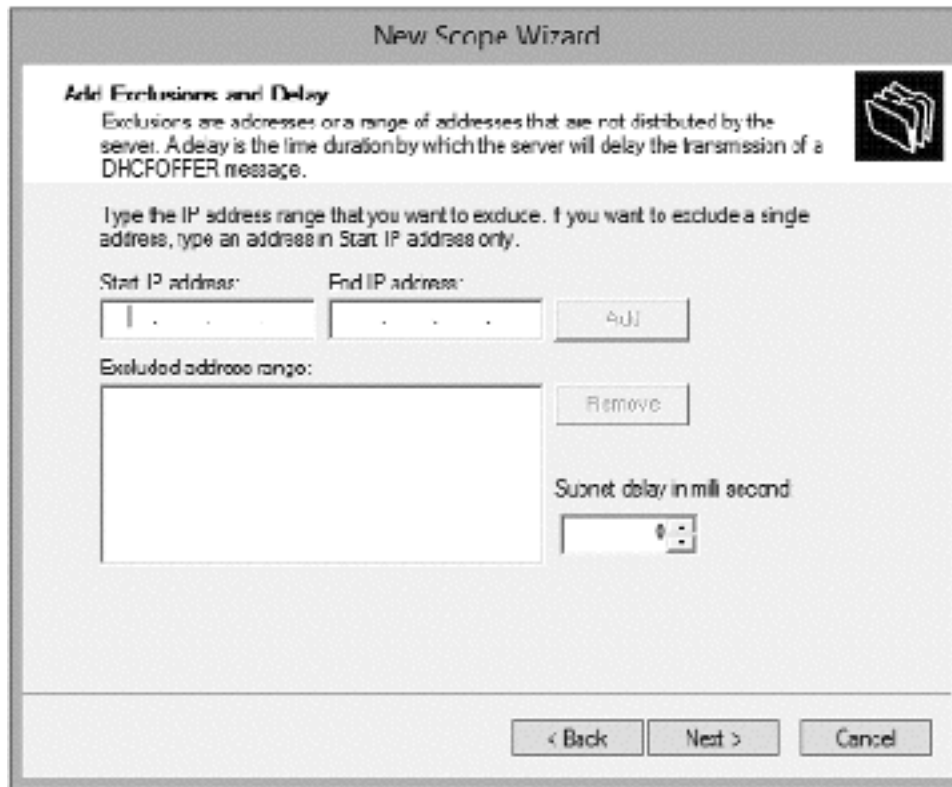 New Scope Wizard
Add Exclusions and Delay
Exclusions are addresses or a range of addresses that are not distributed by the
server. A delay is the time duration by which the server will delay the transmission of a
DHCPOFFER message.
Type the IP address range that you want to exclude. If you want to exclude a single
address, type an address in Start IP address only.
Start IP address:
End IP address:
Add
Excluded address range:
Remove
Subnet delay in milli second:
0
< Back
Next >
Cancel